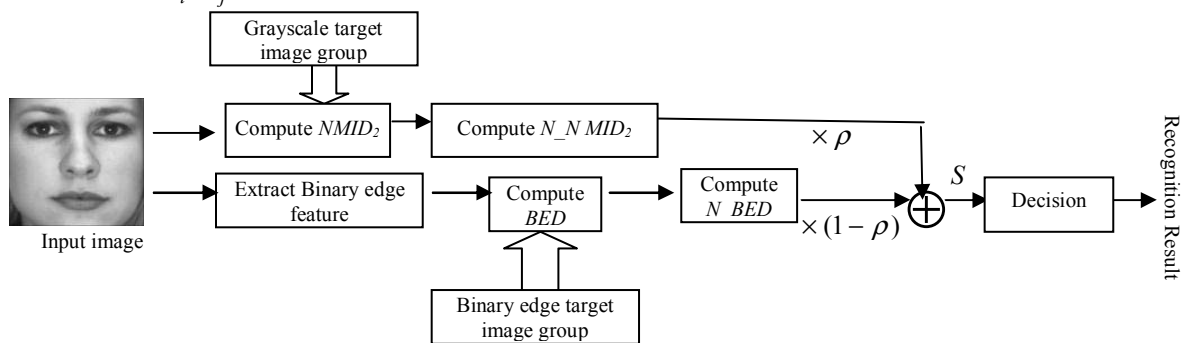 Grayscale target
image group
Compute NMID₂
Compute N_N MID₂
× ρ
Extract Binary edge
feature
Compute
BED
Compute
N BED
× (1 − ρ)
S
Decision
Recognition Result
Input image
Binary edge target
image group